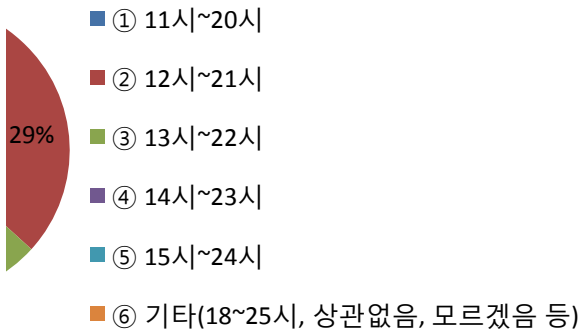 ① 11시~20시
② 12시~21시
29%
③ 13시~22시
④ 14시~23시
⑤ 15시~24시
⑥ 기타(18~25시, 상관없음, 모르겠음 등)